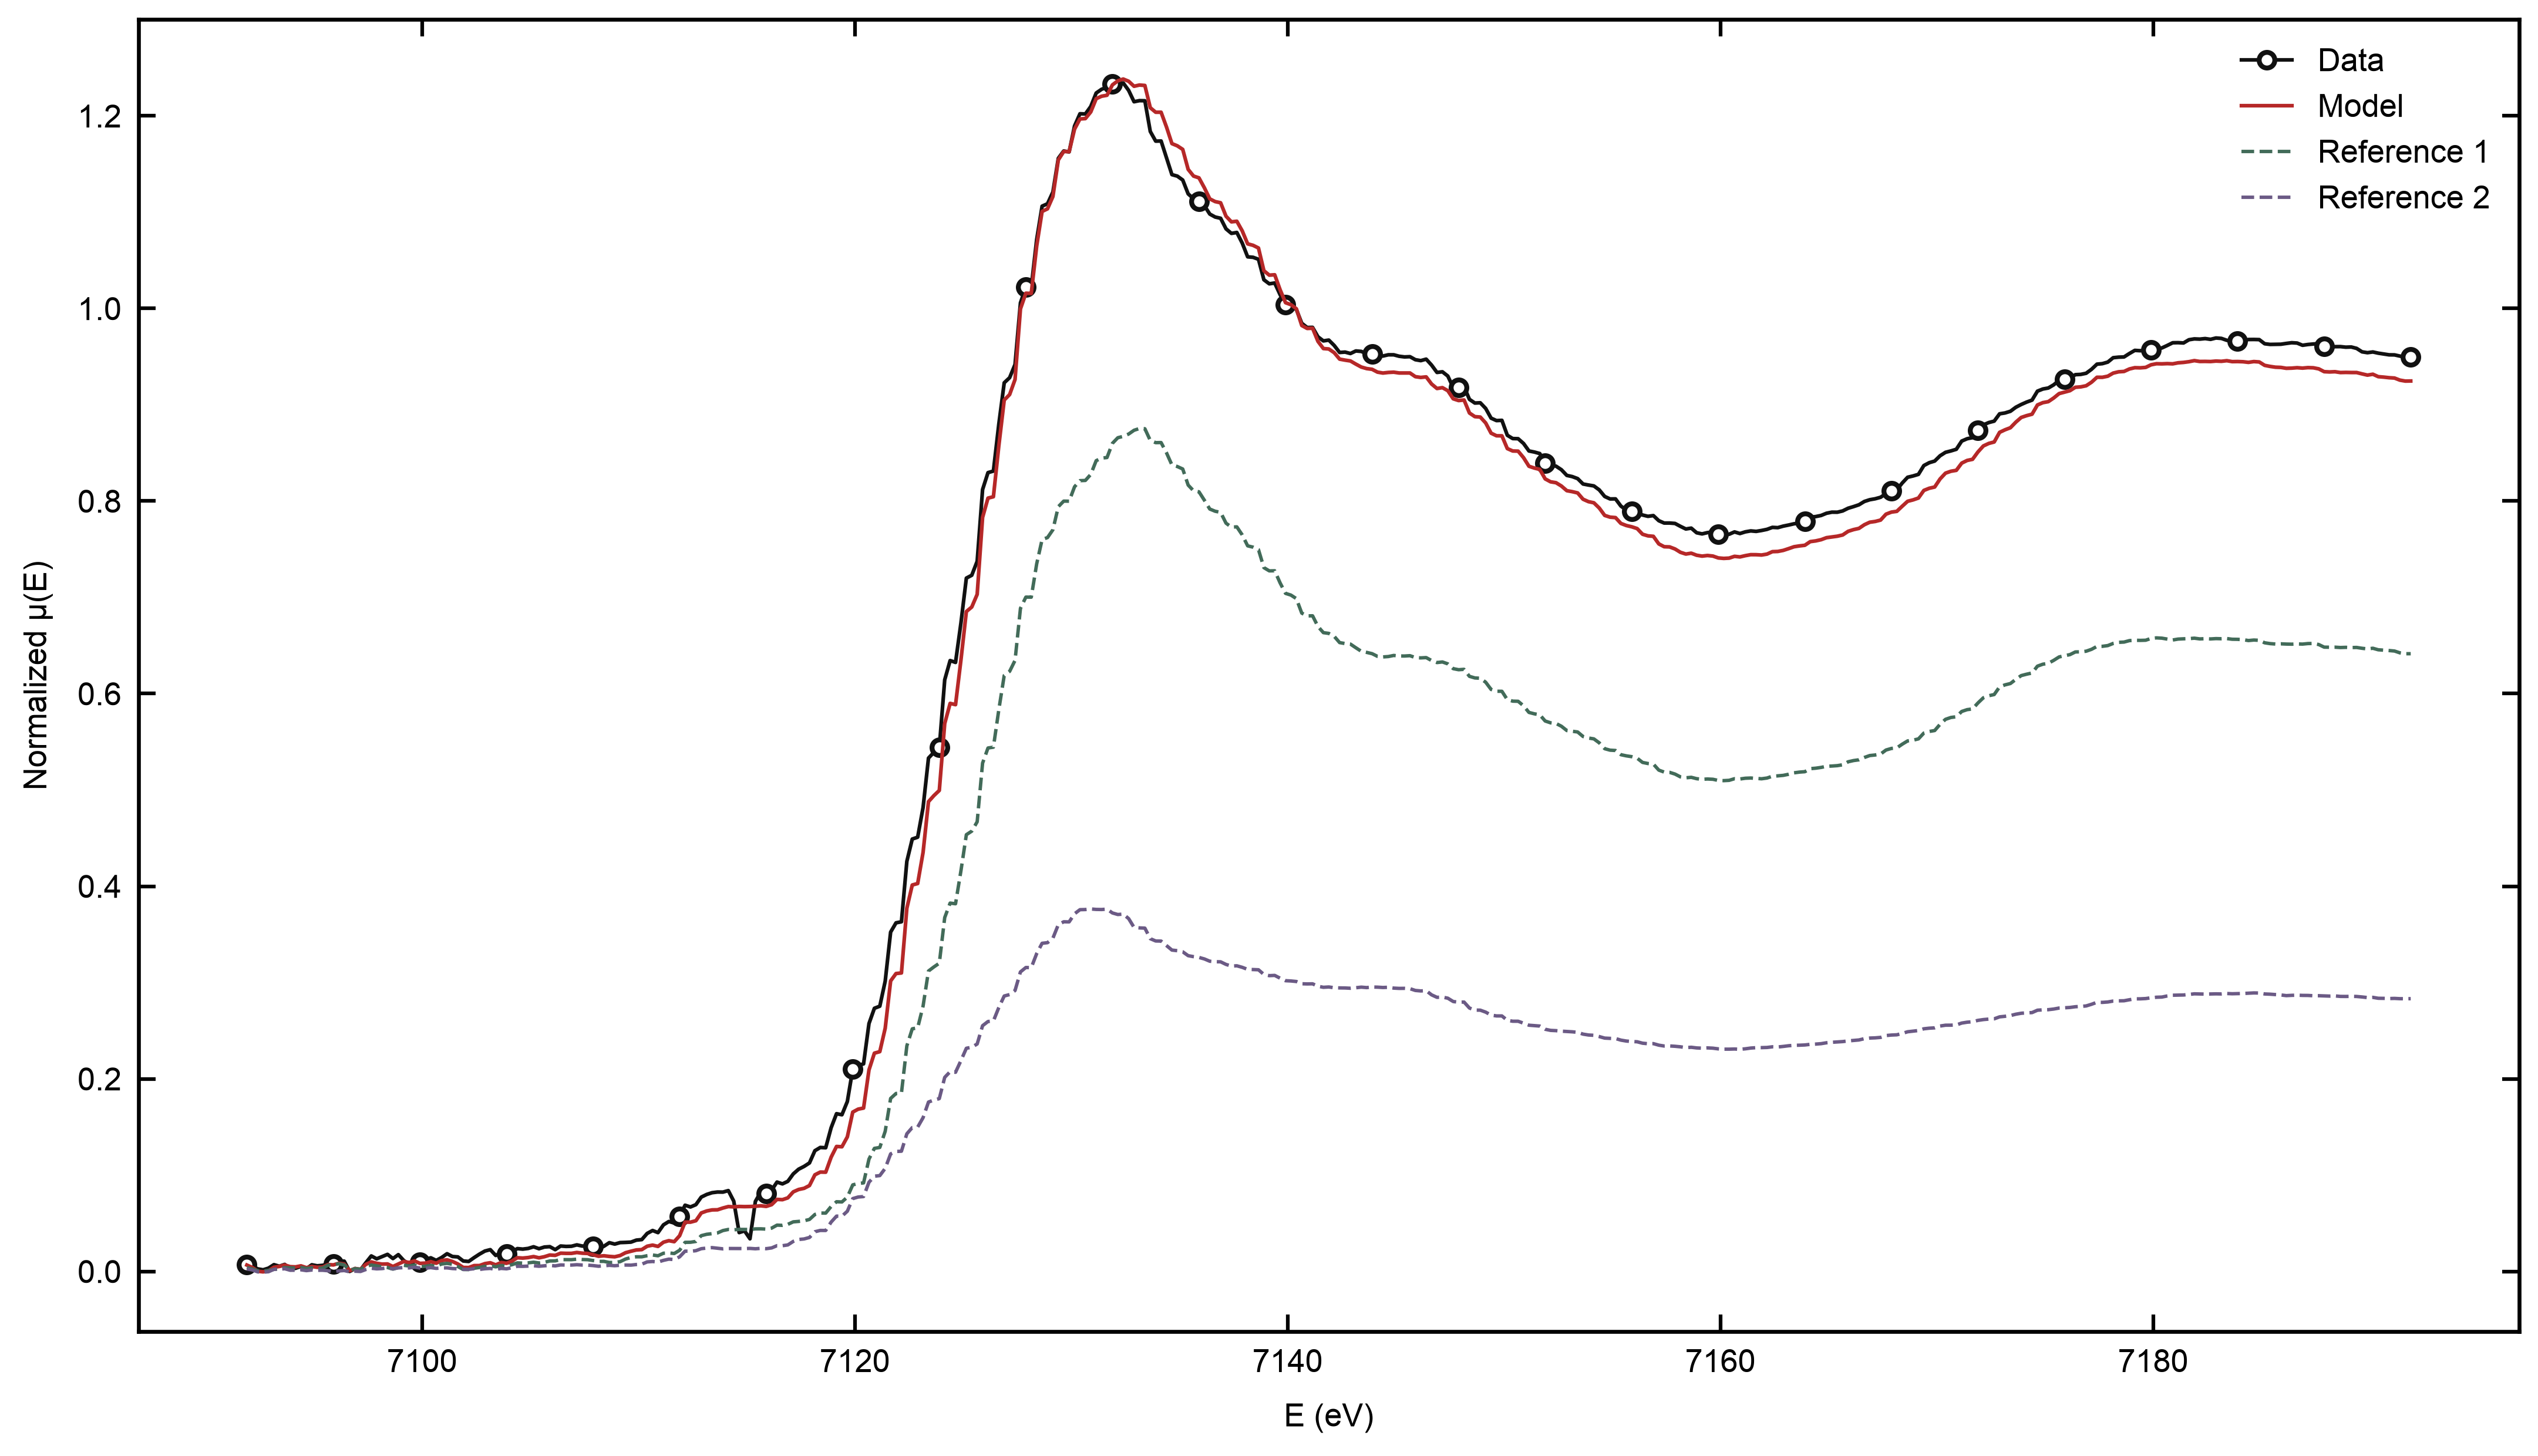 Data
Model
Reference 1
Reference 2
1.2
1.0
0.8
0.6
0.4
0.2
0.0
Normalized μ(E)
7100
7120
7140
7160
7180
E (eV)